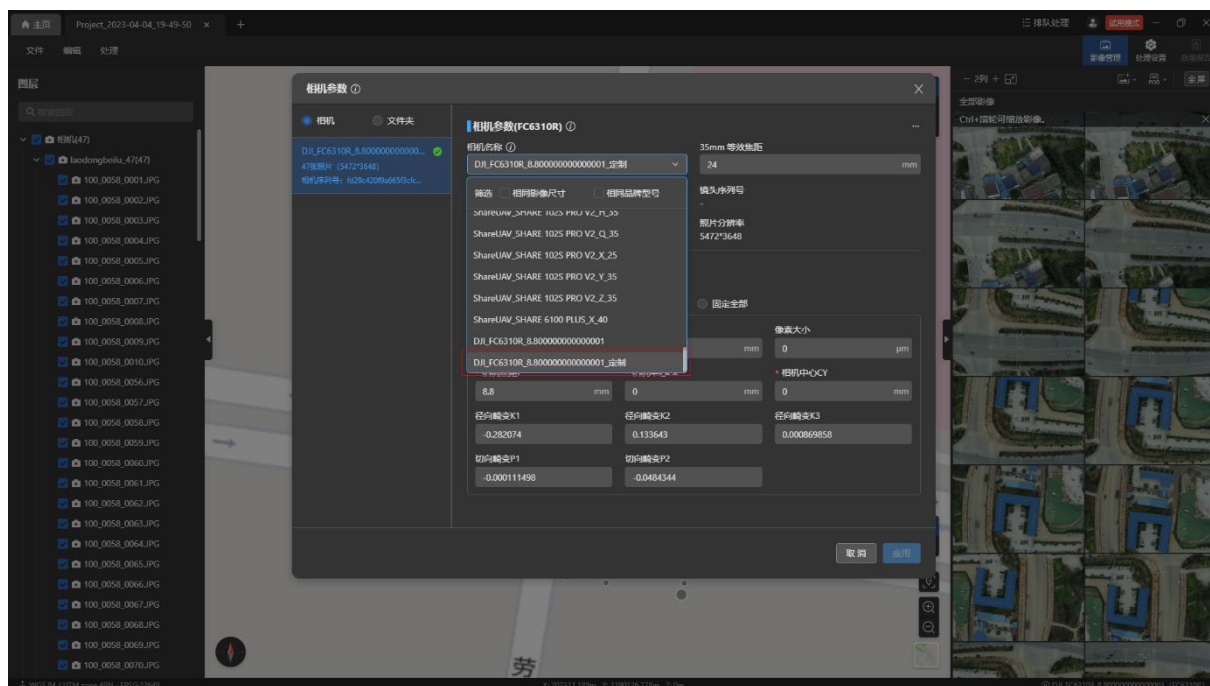 主页 Project_2023-04-04_19-49-50 × +
排队处理 试用模式
文件 编辑 处理
影像管理 处理设置
图层
搜索图形
相机(47)
laodongbeilu_47(47)
100_0058_0001.JPG
100_0058_0002.JPG
100_0058_0003.JPG
100_0058_0004.JPG
100_0058_0005.JPG
100_0058_0006.JPG
100_0058_0007.JPG
100_0058_0008.JPG
100_0058_0009.JPG
100_0058_0010.JPG
100_0058_0056.JPG
100_0058_0057.JPG
100_0058_0058.JPG
100_0058_0059.JPG
100_0058_0060.JPG
100_0058_0061.JPG
100_0058_0062.JPG
100_0058_0063.JPG
100_0058_0064.JPG
100_0058_0065.JPG
100_0058_0066.JPG
100_0058_0067.JPG
100_0058_0068.JPG
100_0058_0069.JPG
100_0058_0070.JPG
相机参数
相机 文件夹
DJI_FC6310R_8.800000000000...
47张照片 (5472*3648)
相机参数(FC6310R)
相机名称
DJI_FC6310R_8.800000000000001_定制
35mm 等效焦距
24 mm
筛选 相同影像尺寸 相同品牌型号
ShareUAV_SHARE 102S PRO V2_H_35
ShareUAV_SHARE 102S PRO V2_Q_35
ShareUAV_SHARE 102S PRO V2_X_25
ShareUAV_SHARE 102S PRO V2_Y_35
ShareUAV_SHARE 102S PRO V2_Z_35
ShareUAV_SHARE 6100 PLUS_X_40
DJI_FC6310R_8.800000000000001
DJI_FC6310R_8.800000000000001_定制
镜头序列号
-
照片分辨率
5472*3648
固定全部
像素大小
mm 0 μm
* 相机中心CY
8.8 mm 0 mm 0 mm
径向畸变K1 径向畸变K2 径向畸变K3
-0.282074 0.133643 0.000869858
切向畸变P1 切向畸变P2
-0.000111498 -0.0484344
取消 应用
- 2列 +
全屏
全部影像
Ctrl+滚轮可缩放影像。
劳